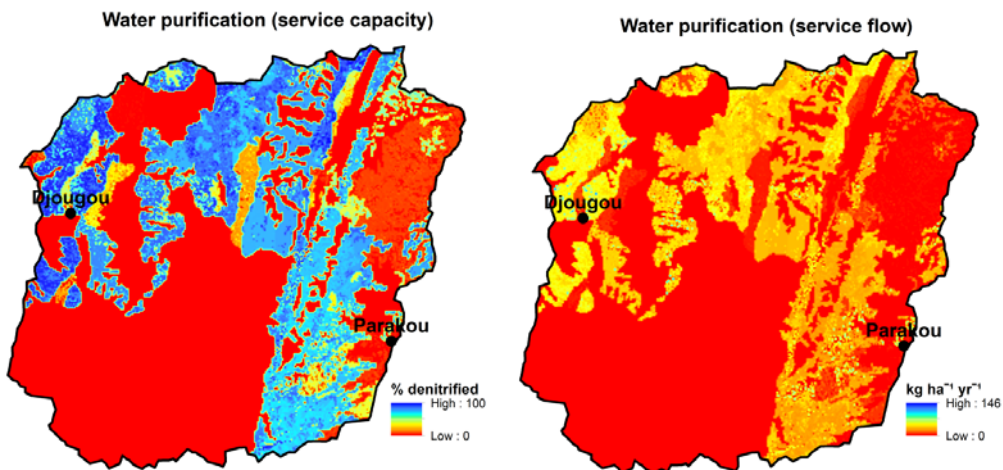 Water purification (service capacity)
Djougou
Parakou
% denitrified
High : 100
Low : 0
Water purification (service flow)
Djougou
Parakou
kg ha⁻¹ yr⁻¹
High : 146
Low : 0